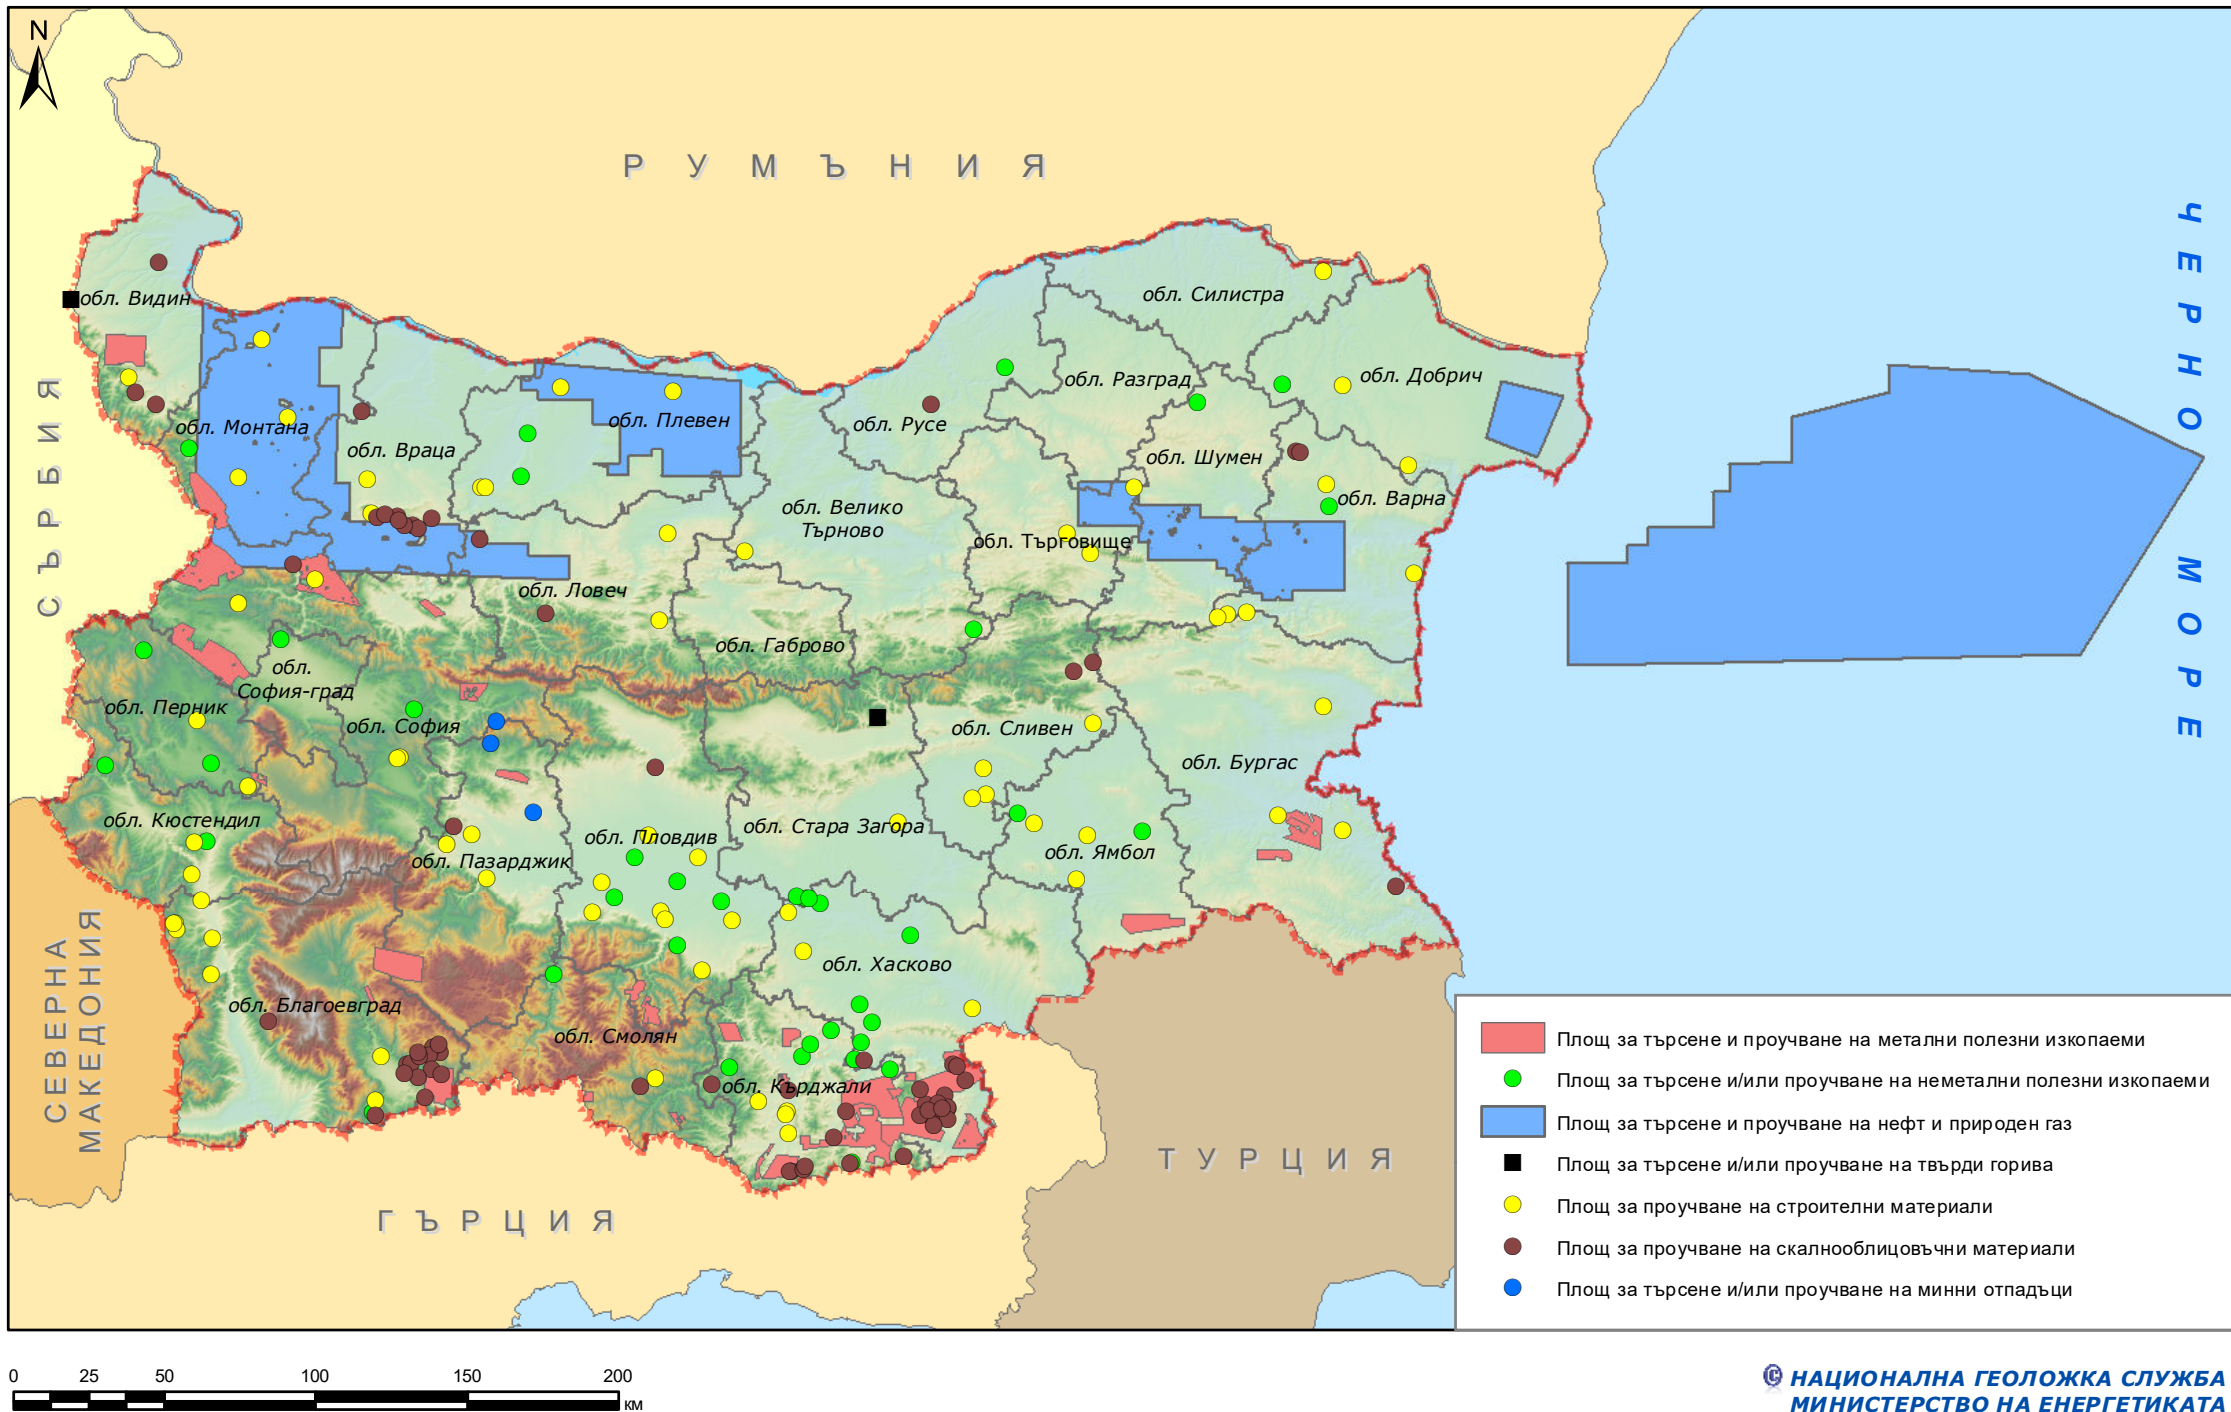 N
РУМЪНИЯ
СЪРБИЯ
ЧЕРНО МОРЕ
обл. Видин
обл. Силистра
обл. Монтана
обл. Враца
обл. Плевен
обл. Русе
обл. Разград
обл. Добрич
обл. Шумен
обл. Варна
обл. Велико
Търново
обл. Търговище
обл. Ловеч
обл. Габрово
обл.
София-град
обл. Перник
обл. София
обл. Сливен
обл. Бургас
обл. Кюстендил
обл. Пазарджик
обл. Пловдив
обл. Стара Загора
обл. Ямбол
обл. Хасково
обл. Благоевград
обл. Смолян
обл. Кърджали
СЕВЕРНА
МАКЕДОНИЯ
ГЪРЦИЯ
ТУРЦИЯ
Площ за търсене и проучване на метални полезни изкопаеми
Площ за търсене и/или проучване на неметални полезни изкопаеми
Площ за търсене и проучване на нефт и природен газ
Площ за търсене и/или проучване на твърди горива
Площ за проучване на строителни материали
Площ за проучване на скалнооблицовъчни материали
Площ за търсене и/или проучване на минни отпадъци
0 25 50 100 150 200
км
© НАЦИОНАЛНА ГЕОЛОЖКА СЛУЖБА
МИНИСТЕРСТВО НА ЕНЕРГЕТИКАТА